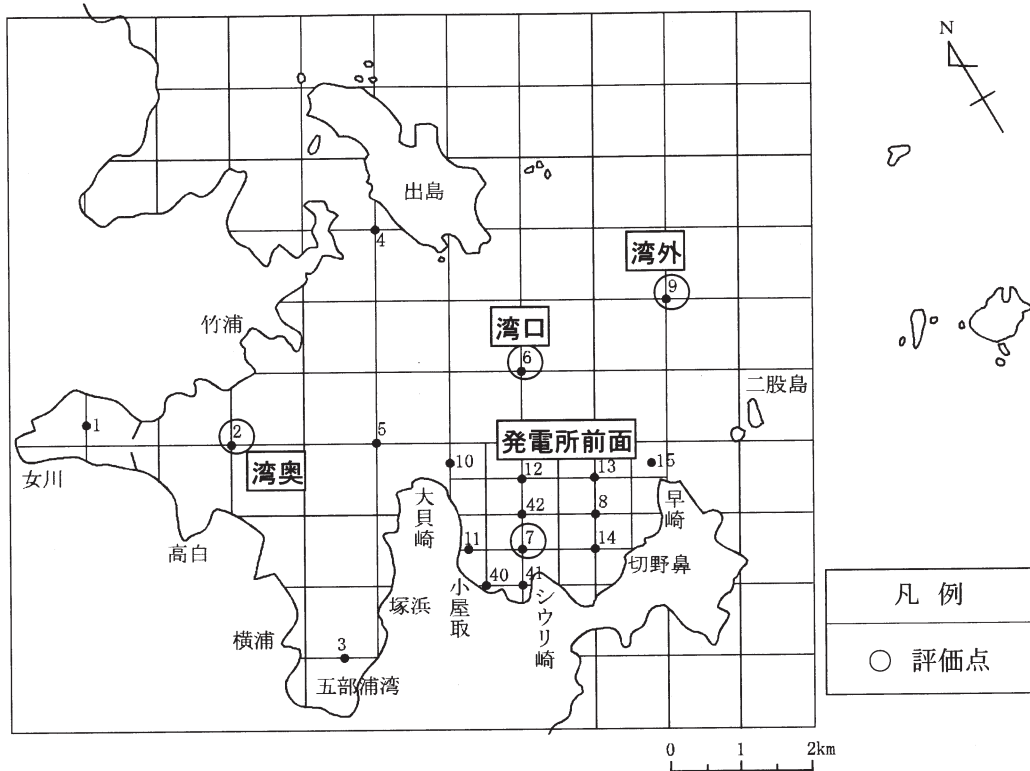 N
出島
4
湾外
9
竹浦
湾口
6
二股島
1
2
5
発電所前面
10
12
13
15
女川
湾奥
大貝崎
42
8
早崎
高白
11
7
14
切野鼻
40
41
小屋取
シウリ崎
塚浜
横浦
3
五部浦湾
凡例
○ 評価点
0 1 2km